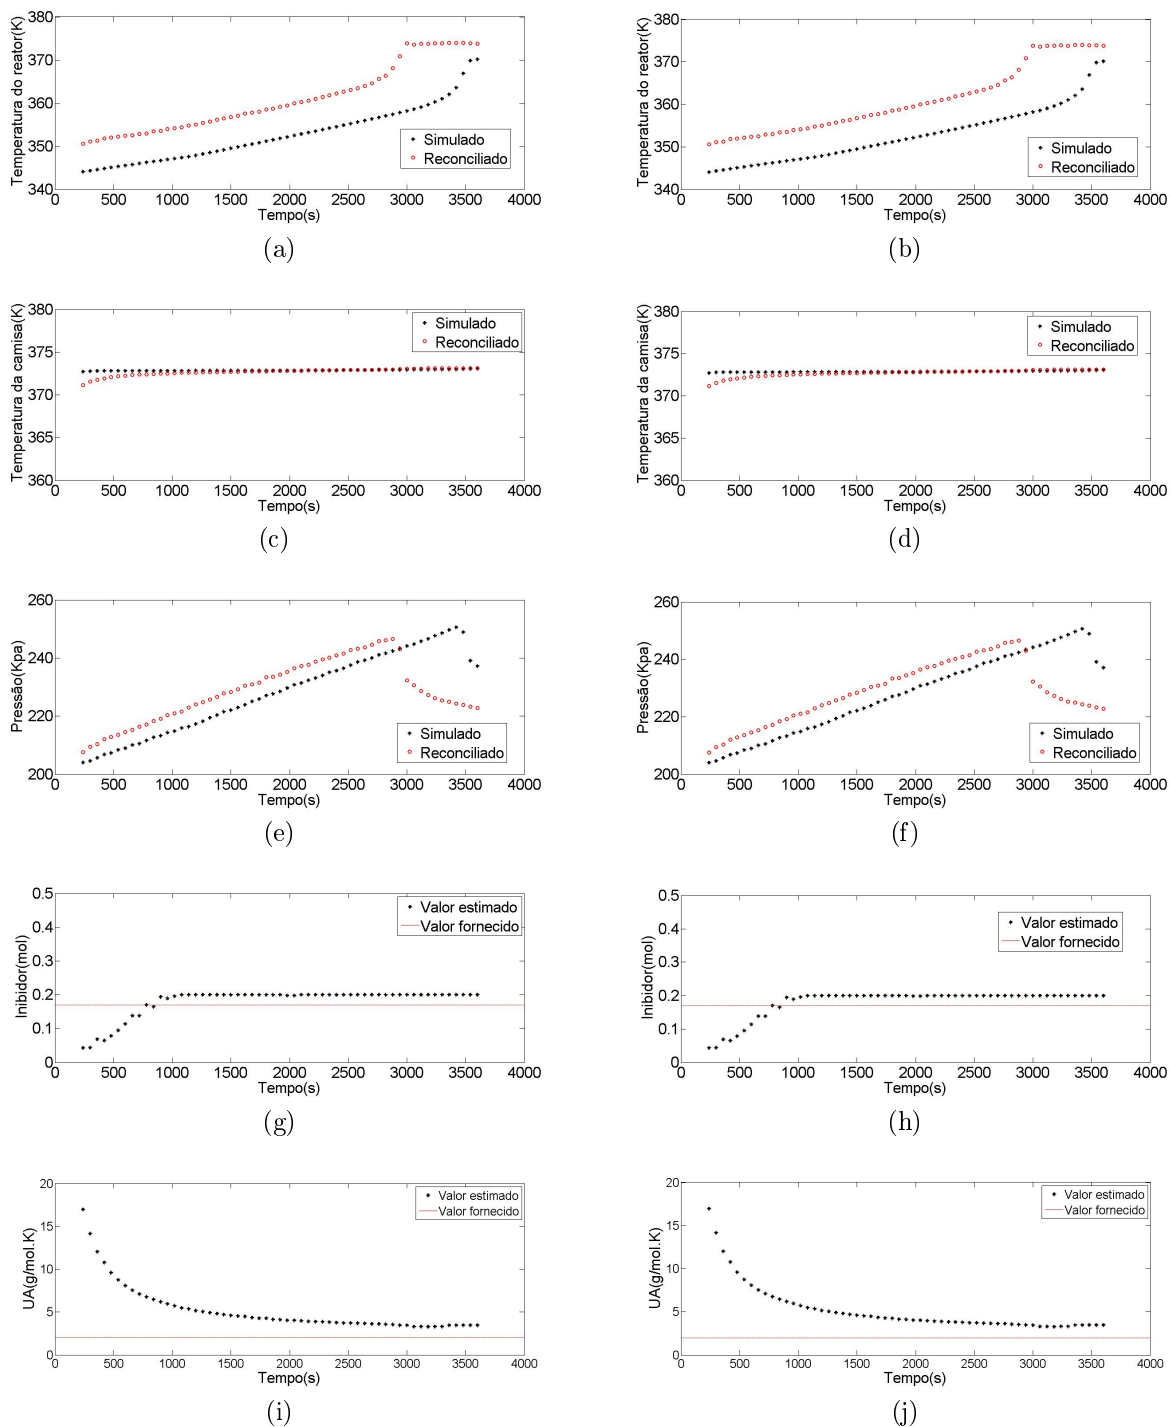 Temperatura do reator(K)
380
370
360
350
340
Simulado
Reconciliado
0 500 1000 1500 2000 2500 3000 3500 4000
Tempo(s)
(a)
Temperatura do reator(K)
380
370
360
350
340
Simulado
Reconciliado
0 500 1000 1500 2000 2500 3000 3500 4000
Tempo(s)
(b)
Temperatura da camisa(K)
380
375
370
365
360
Simulado
Reconciliado
0 500 1000 1500 2000 2500 3000 3500 4000
Tempo(s)
(c)
Temperatura da camisa(K)
380
375
370
365
360
Simulado
Reconciliado
0 500 1000 1500 2000 2500 3000 3500 4000
Tempo(s)
(d)
Pressão(Kpa)
260
240
220
200
Simulado
Reconciliado
0 500 1000 1500 2000 2500 3000 3500 4000
Tempo(s)
(e)
Pressão(Kpa)
260
240
220
200
Simulado
Reconciliado
0 500 1000 1500 2000 2500 3000 3500 4000
Tempo(s)
(f)
Inibidor(mol)
0.5
0.4
0.3
0.2
0.1
0
Valor estimado
Valor fornecido
0 500 1000 1500 2000 2500 3000 3500 4000
Tempo(s)
(g)
Inibidor(mol)
0.5
0.4
0.3
0.2
0.1
0
Valor estimado
Valor fornecido
0 500 1000 1500 2000 2500 3000 3500 4000
Tempo(s)
(h)
UA(g/mol.K)
20
15
10
5
0
Valor estimado
Valor fornecido
0 500 1000 1500 2000 2500 3000 3500 4000
Tempo(s)
(i)
UA(g/mol.K)
20
15
10
5
0
Valor estimado
Valor fornecido
0 500 1000 1500 2000 2500 3000 3500 4000
Tempo(s)
(j)